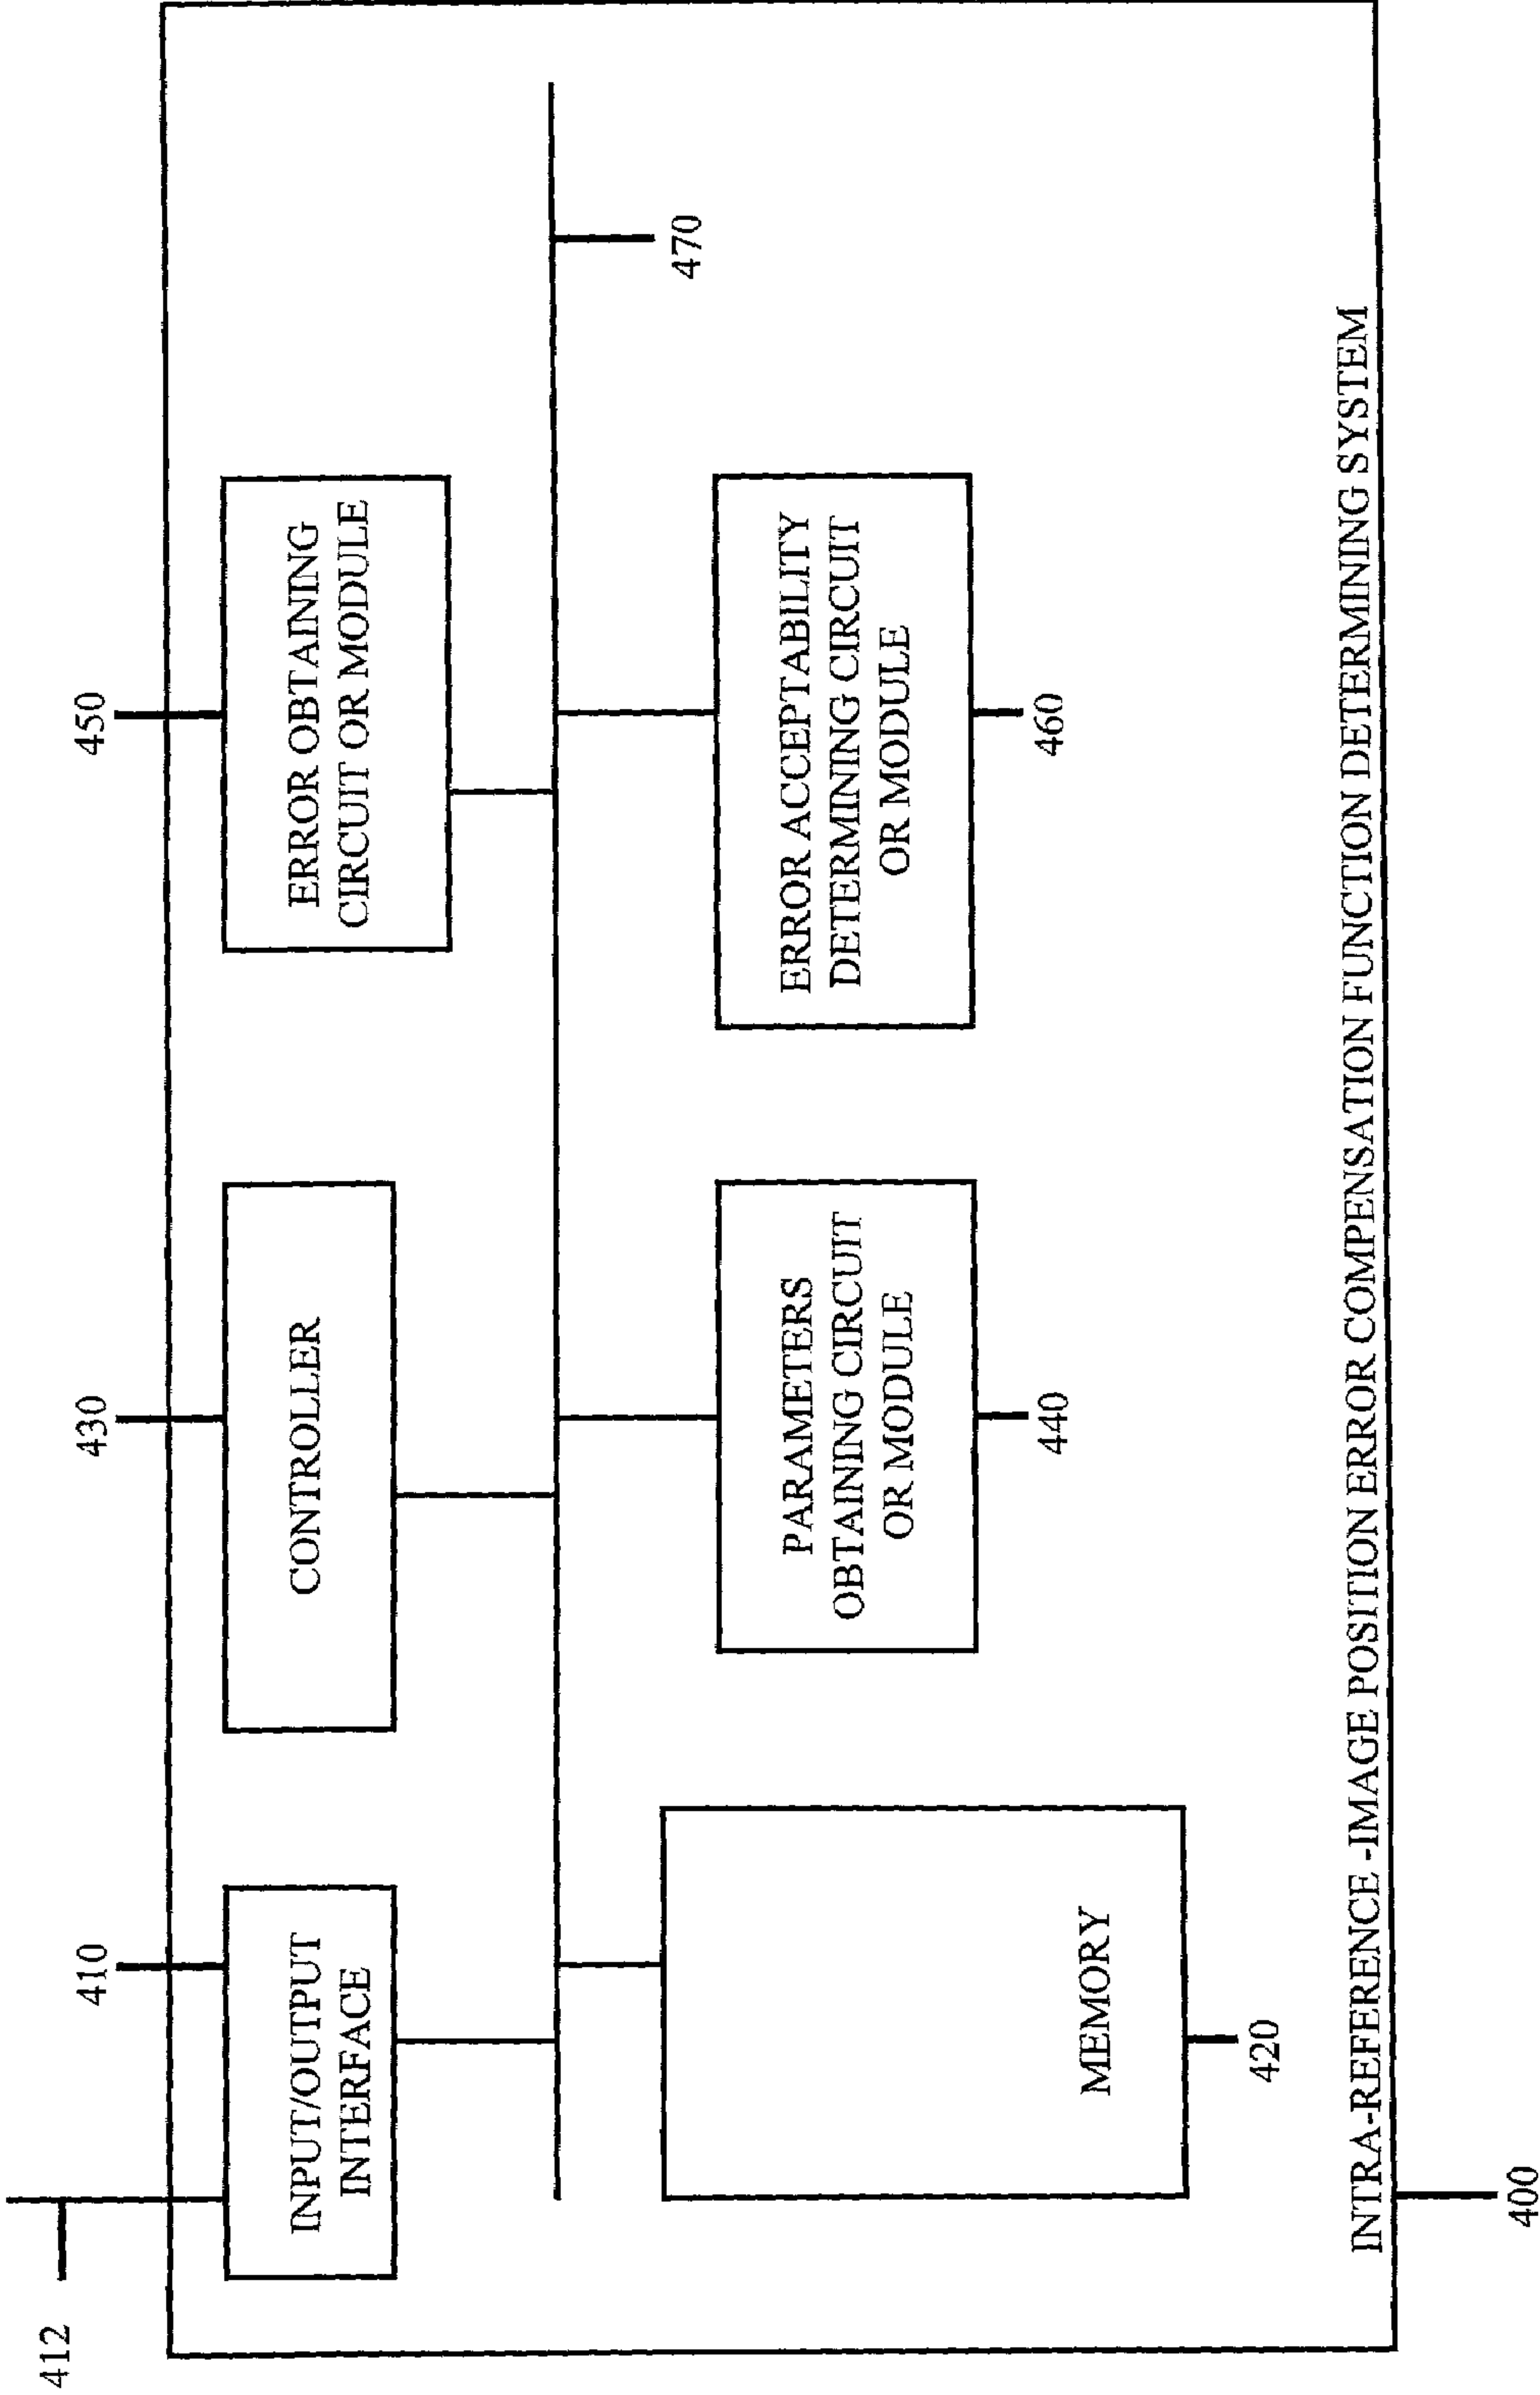 412
410
430
450
INPUT/OUTPUT
INTERFACE
CONTROLLER
ERROR OBTAINING
CIRCUIT OR MODULE
470
MEMORY
PARAMETERS
OBTAINING CIRCUIT
OR MODULE
ERROR ACCEPTABILITY
DETERMINING CIRCUIT
OR MODULE
420
440
460
INTRA-REFERENCE -IMAGE POSITION ERROR COMPENSATION FUNCTION DETERMINING SYSTEM
400